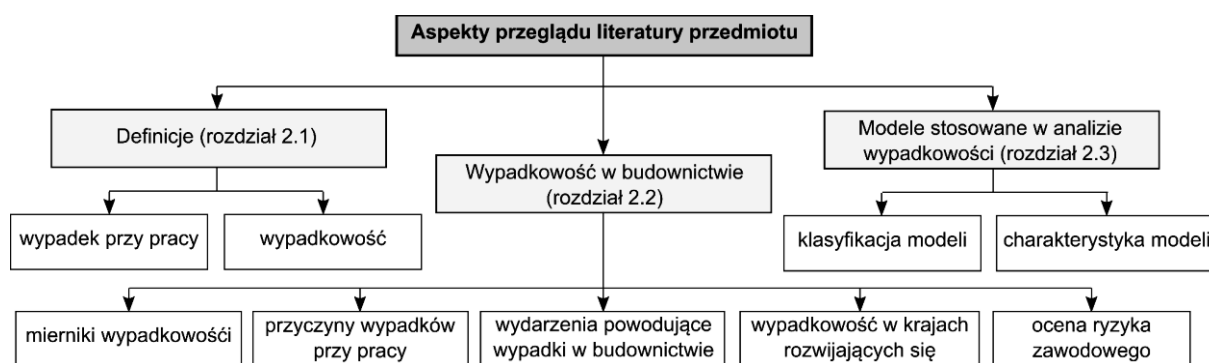 Aspekty przeglądu literatury przedmiotu
Definicje (rozdział 2.1)
Wypadkowość w budownictwie
(rozdział 2.2)
Modele stosowane w analizie
wypadkowości (rozdział 2.3)
wypadek przy pracy
wypadkowość
klasyfikacja modeli
charakterystyka modeli
mierniki wypadkowośći
przyczyny wypadków
przy pracy
wydarzenia powodujące
wypadki w budownictwie
wypadkowość w krajach
rozwijających się
ocena ryzyka
zawodowego